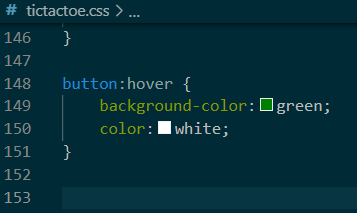 # tictactoe.css > ...
146 }
147
148 button:hover {
149 background-color: green;
150 color: white;
151 }
152
153